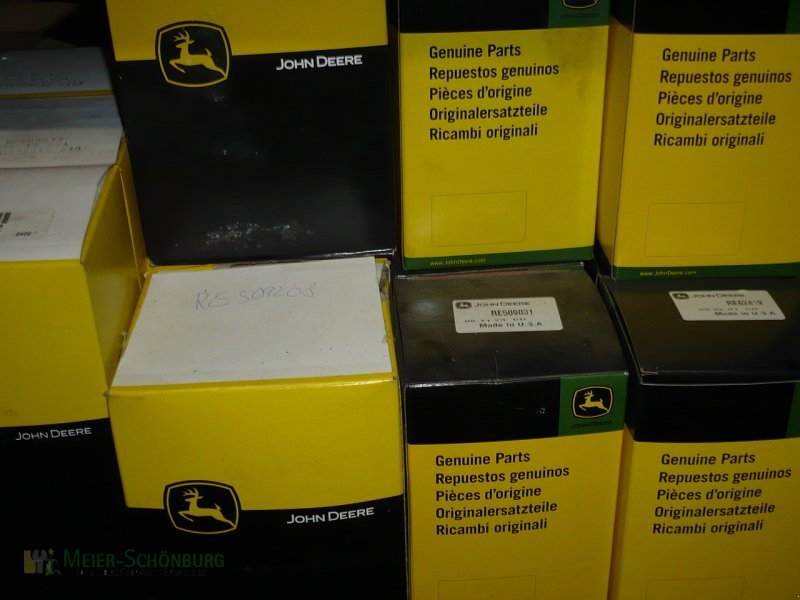 JOHN DEERE
Genuine Parts
Repuestos genuinos
Pièces d'origine
Originalersatzteile
Ricambi originali
www.JohnDeere.com
Genuine Parts
Repuestos genuinos
Pièces d'origine
Originalersatzteile
Ricambi originali
www.JohnDeere.com
RE 509208
JOHN DEERE
RE509031
Made in U.S.A
JOHN DEERE
Made in U.S.A.
JOHN DEERE
JOHN DEERE
JOHN DEERE
Genuine Parts
Repuestos genuinos
Pièces d'origine
Originalersatzteile
Ricambi originali
Genuine Parts
Repuestos genuinos
Pièces d'origine
Originalersatzteile
Ricambi originali
MEIER-SCHÖNBURG